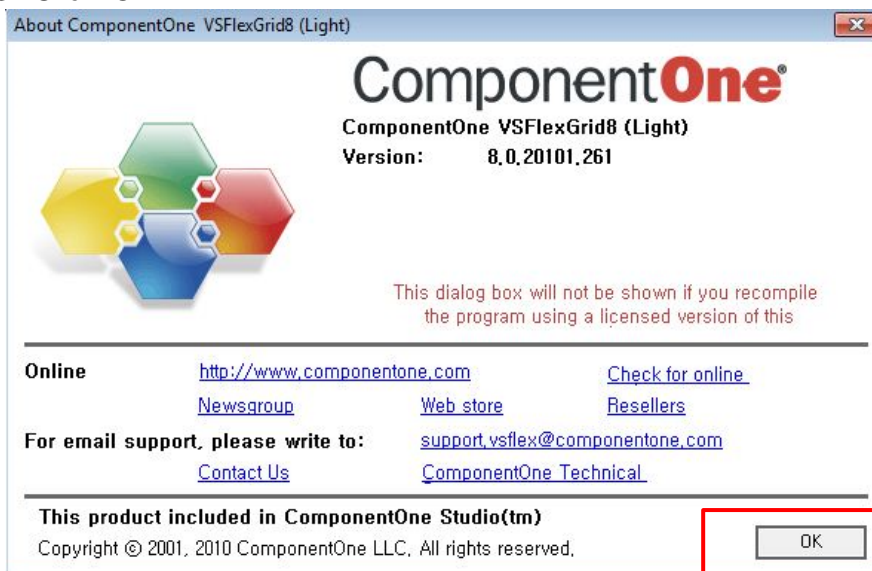 About ComponentOne VSFlexGrid8 (Light)
ComponentOne®
ComponentOne VSFlexGrid8 (Light)
Version: 8,0,20101,261
This dialog box will not be shown if you recompile
the program using a licensed version of this
Online http://www,componentone,com Check for online
Newsgroup Web store Resellers
For email support, please write to: support,vsflex@componentone,com
Contact Us ComponentOne Technical
This product included in ComponentOne Studio(tm)
Copyright © 2001, 2010 ComponentOne LLC, All rights reserved,
OK